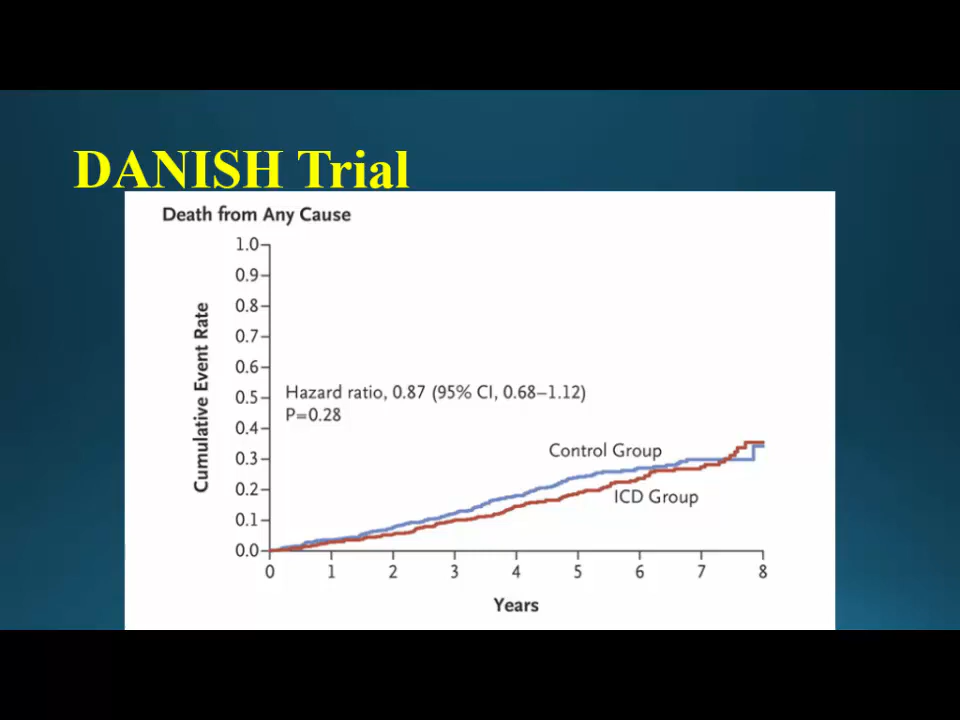 DANISH Trial
Death from Any Cause
Cumulative Event Rate
1.0
0.9
0.8
0.7
0.6
0.5
0.4
0.3
0.2
0.1
0.0
Hazard ratio, 0.87 (95% CI, 0.68–1.12)
P=0.28
Control Group
ICD Group
0 1 2 3 4 5 6 7 8
Years